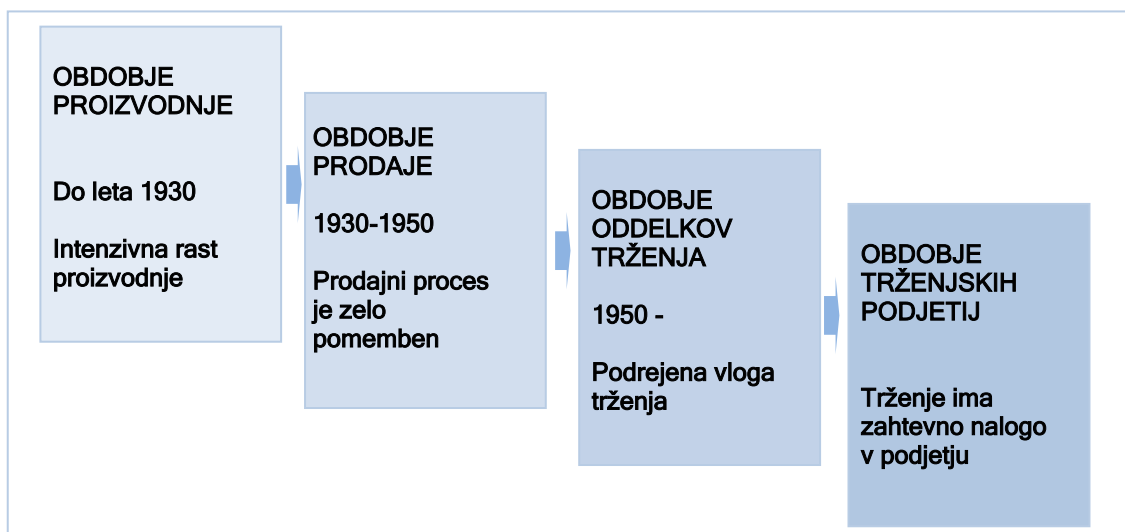 OBDOBJE
PROIZVODNJE
Do leta 1930
Intenzivna rast
proizvodnje
OBDOBJE
PRODAJE
1930-1950
Prodajni proces
je zelo
pomemben
OBDOBJE
ODDELKOV
TRŽENJA
1950 -
Podrejena vloga
trženja
OBDOBJE
TRŽENJSKIH
PODJETIJ
Trženje ima
zahtevno nalogo
v podjetju